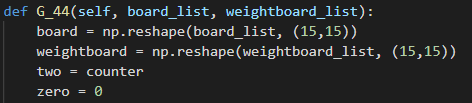 def G_44(self, board_list, weightboard_list):
    board = np.reshape(board_list, (15,15))
    weightboard = np.reshape(weightboard_list, (15,15))
    two = counter
    zero = 0